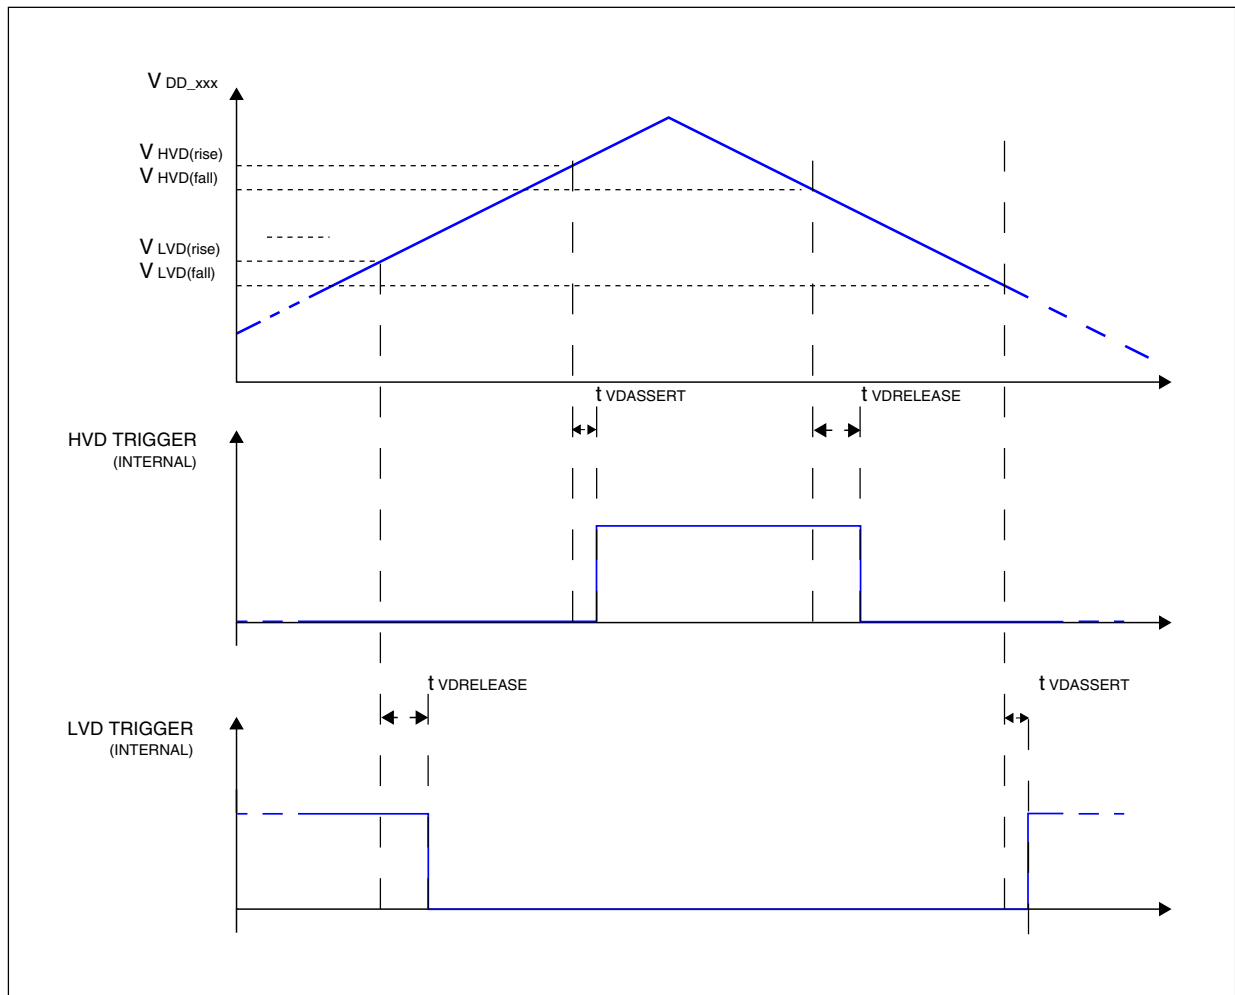 V DD_xxx
V HVD(rise)
V HVD(fall)
V LVD(rise)
V LVD(fall)
t VDASSERT
t VDRELEASE
HVD TRIGGER
(INTERNAL)
t VDRELEASE
t VDASSERT
LVD TRIGGER
(INTERNAL)